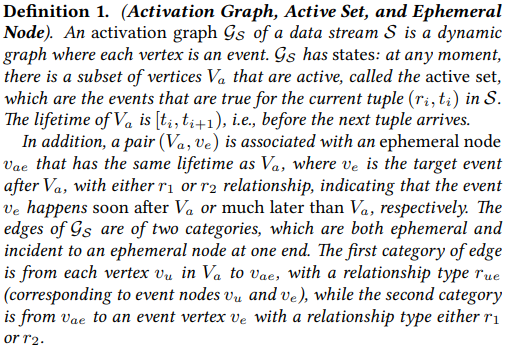 Definition 1. (Activation Graph, Active Set, and Ephemeral
Node). An activation graph 𝒢_S of a data stream 𝒮 is a dynamic
graph where each vertex is an event. 𝒢_S has states: at any moment,
there is a subset of vertices V_a that are active, called the active set,
which are the events that are true for the current tuple (r_i, t_i) in 𝒮.
The lifetime of V_a is [t_i, t_{i+1}), i.e., before the next tuple arrives.
In addition, a pair (V_a, v_e) is associated with an ephemeral node
v_{ae} that has the same lifetime as V_a, where v_e is the target event
after V_a, with either r_1 or r_2 relationship, indicating that the event
v_e happens soon after V_a or much later than V_a, respectively. The
edges of 𝒢_S are of two categories, which are both ephemeral and
incident to an ephemeral node at one end. The first category of edge
is from each vertex v_u in V_a to v_{ae}, with a relationship type r_{ue}
(corresponding to event nodes v_u and v_e), while the second category
is from v_{ae} to an event vertex v_e with a relationship type either r_1
or r_2.